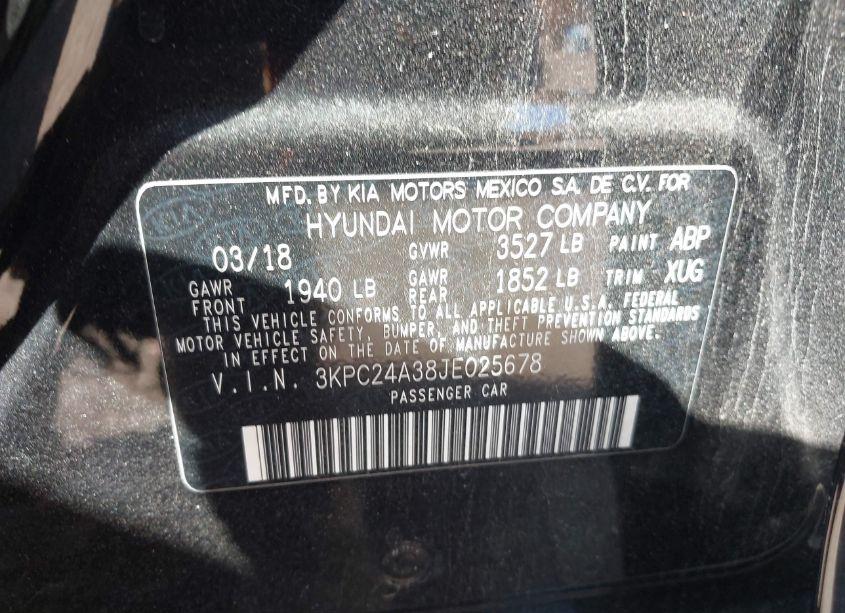 MFD. BY KIA MOTORS MEXICO S.A. DE C.V. FOR
HYUNDAI MOTOR COMPANY
03/18 GVWR 3527 LB PAINT ABP
GAWR FRONT 1940 LB GAWR REAR 1852 LB TRIM XUG
THIS VEHICLE CONFORMS TO ALL APPLICABLE U.S.A. FEDERAL
MOTOR VEHICLE SAFETY, BUMPER, AND THEFT PREVENTION STANDARDS
IN EFFECT ON THE DATE OF MANUFACTURE SHOWN ABOVE.
V.I.N. 3KPC24A38JE025678
PASSENGER CAR
KIA